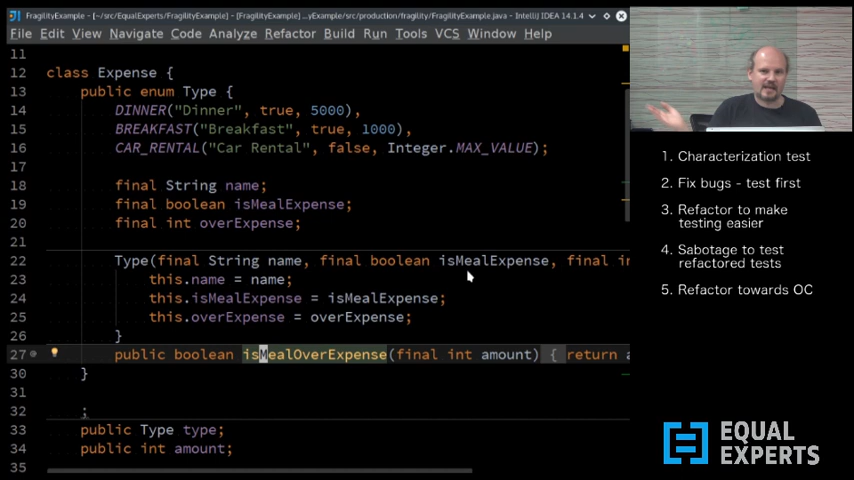 FragilityExample - [~/src/EqualExperts/FragilityExample] - [FragilityExample] ...yExample/src/production/fragility/FragilityExample.java - IntelliJ IDEA 14.1.4
File Edit View Navigate Code Analyze Refactor Build Run Tools VCS Window Help
11
12 class Expense {
13 public enum Type {
14 DINNER("Dinner", true, 5000),
15 BREAKFAST("Breakfast", true, 1000),
16 CAR_RENTAL("Car Rental", false, Integer.MAX_VALUE);
17
18 final String name;
19 final boolean isMealExpense;
20 final int overExpense;
21
22 Type(final String name, final boolean isMealExpense, final in
23 this.name = name;
24 this.isMealExpense = isMealExpense;
25 this.overExpense = overExpense;
26 }
27 public boolean isMealOverExpense(final int amount) { return a
30 }
31
32 ;
33 public Type type;
34 public int amount;
35
1. Characterization test
2. Fix bugs - test first
3. Refactor to make
testing easier
4. Sabotage to test
refactored tests
5. Refactor towards OC
EQUAL
EXPERTS